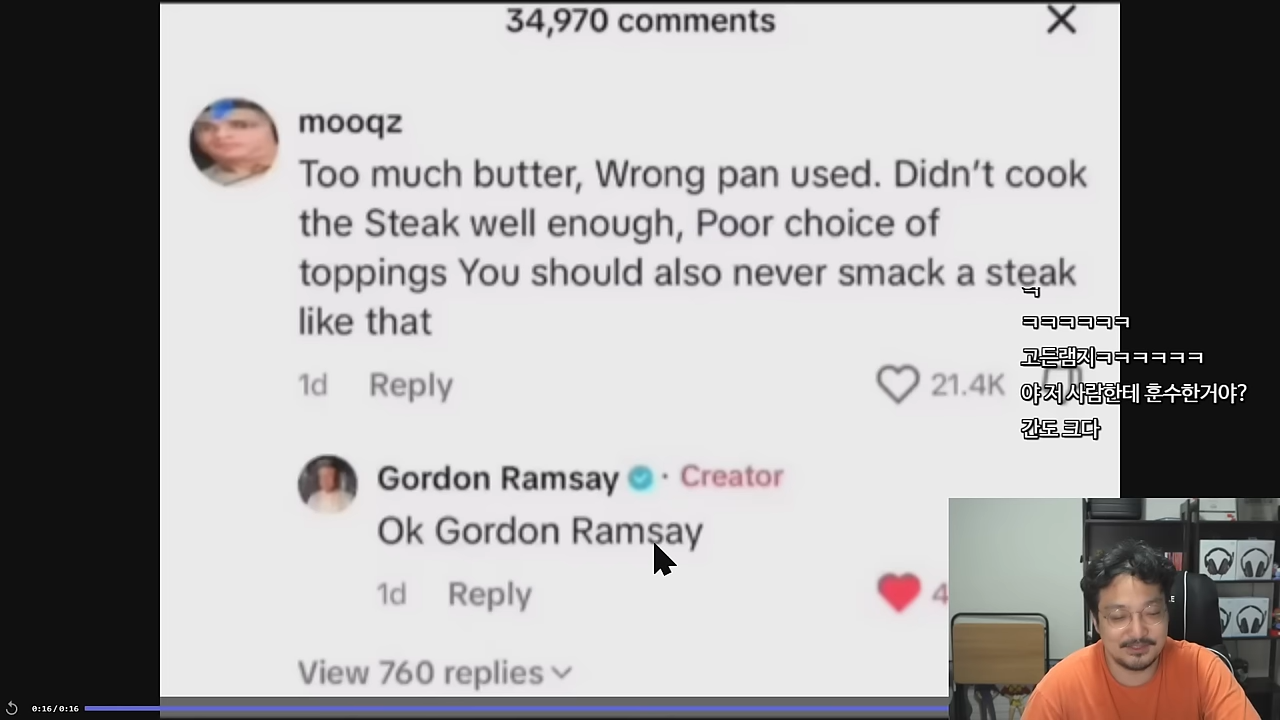 34,970 comments
mooqz
Too much butter, Wrong pan used. Didn't cook
the Steak well enough, Poor choice of
toppings You should also never smack a steak
like that
1d Reply 21.4K
ㅋㅋㅋㅋㅋㅋ
고든램지ㅋㅋㅋㅋㅋㅋ
야 저 사람한테 훈수한거야?
간도 크다
Gordon Ramsay · Creator
Ok Gordon Ramsay
1d Reply 4
View 760 replies
0:16/0:16